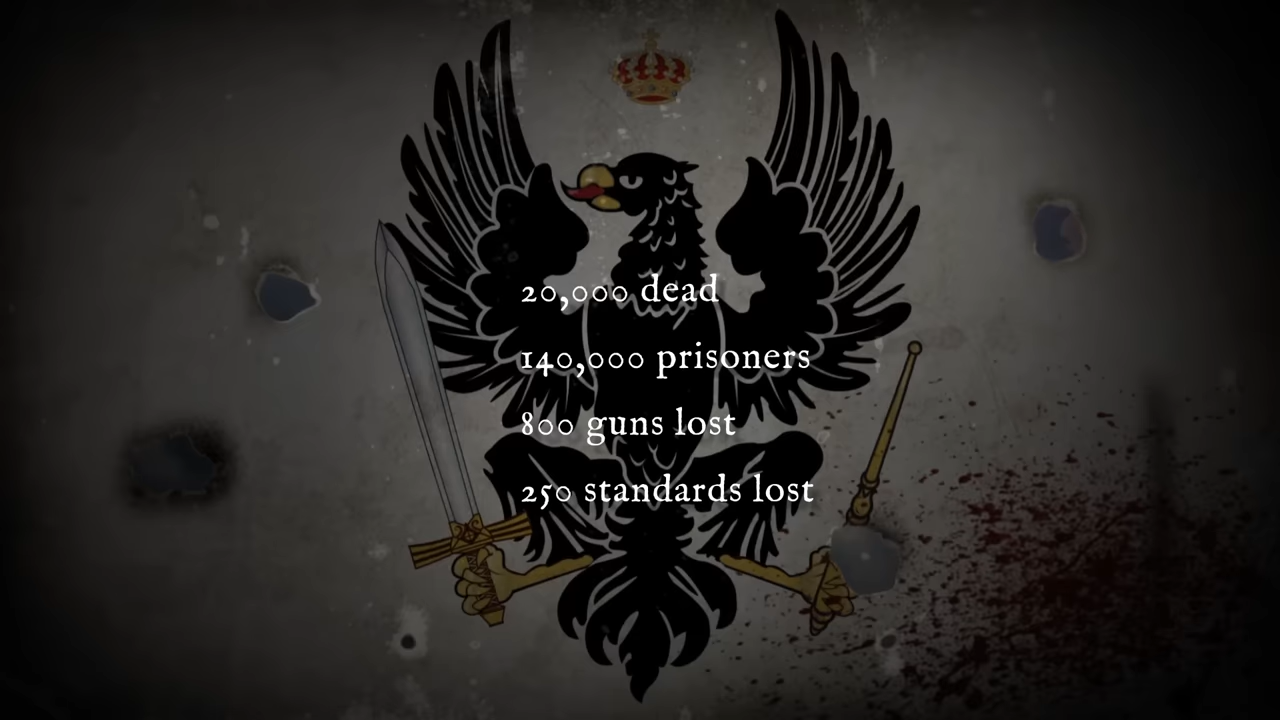 20,000 dead
140,000 prisoners
800 guns lost
250 standards lost